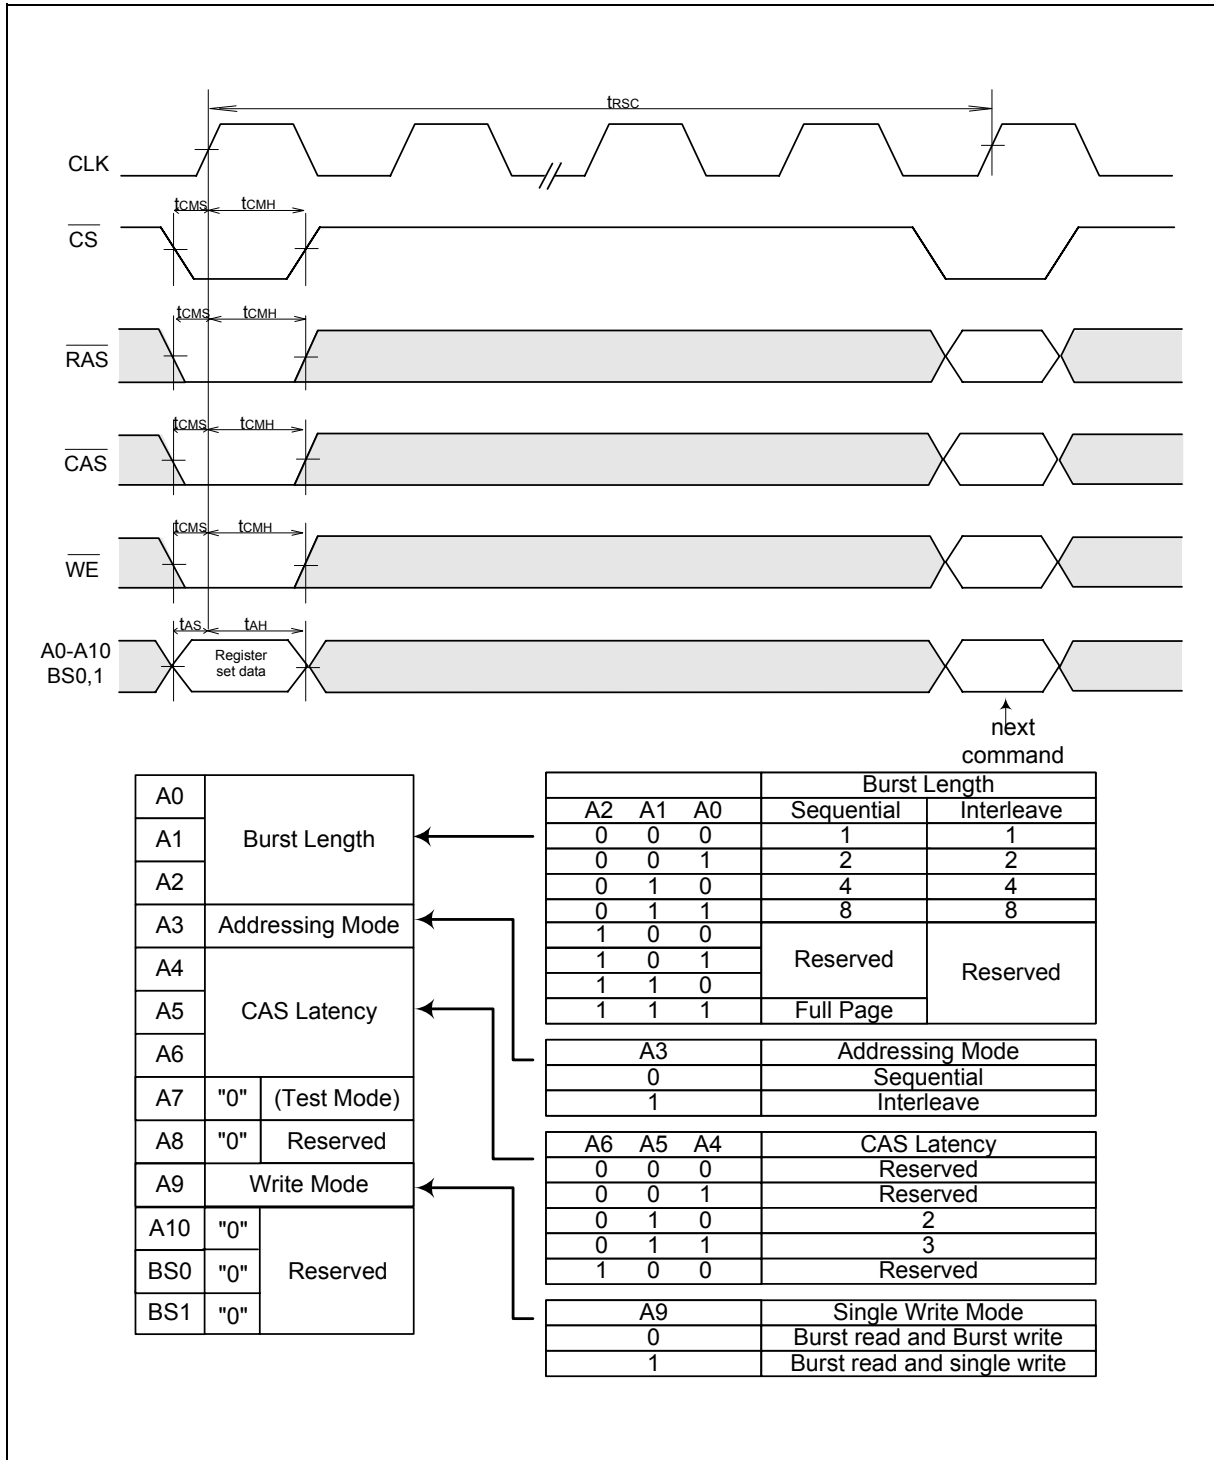 tRSC
CLK
tCMS tCMH
CS
tCMS tCMH
RAS
tCMS tCMH
CAS
tCMS tCMH
WE
tAS tAH
A0-A10
BS0,1
Register
set data
next
command
A0
A1 Burst Length
A2
A3 Addressing Mode
A4
A5 CAS Latency
A6
A7 "0" (Test Mode)
A8 "0" Reserved
A9 Write Mode
A10 "0"
BS0 "0" Reserved
BS1 "0"
Burst Length
A2 A1 A0 Sequential Interleave
0 0 0 1 1
0 0 1 2 2
0 1 0 4 4
0 1 1 8 8
1 0 0
1 0 1 Reserved Reserved
1 1 0
1 1 1 Full Page
A3 Addressing Mode
0 Sequential
1 Interleave
A6 A5 A4 CAS Latency
0 0 0 Reserved
0 0 1 Reserved
0 1 0 2
0 1 1 3
1 0 0 Reserved
A9 Single Write Mode
0 Burst read and Burst write
1 Burst read and single write